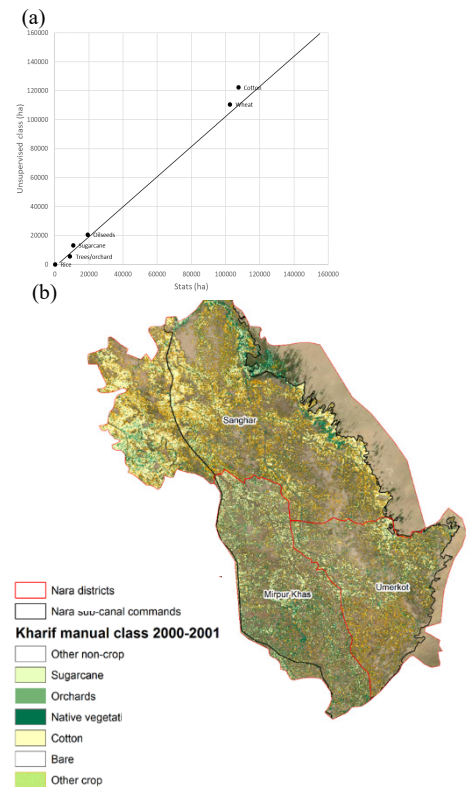 (a)
160000
140000
120000
100000
80000
60000
40000
20000
0
Unsupervised class (ha)
Cotton
Wheat
Oilseeds
Sugarcane
Trees/orchard
Rice
0 20000 40000 60000 80000 100000 120000 140000 160000
Stats (ha)
(b)
Sanghar
Umerkot
Mirpur Khas
Nara districts
Nara sub-canal commands
Kharif manual class 2000-2001
Other non-crop
Sugarcane
Orchards
Native vegetati
Cotton
Bare
Other crop